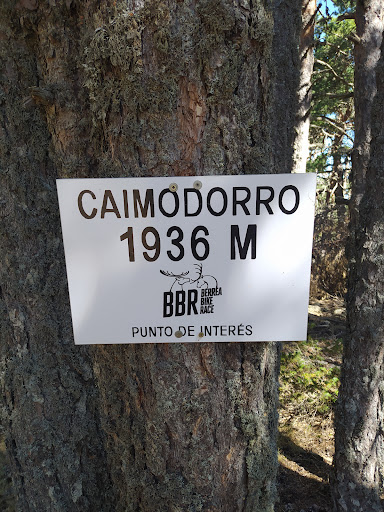 CAIMODORRO
1936 M
BBR BERREA BIKE RACE
PUNTO DE INTERÉS